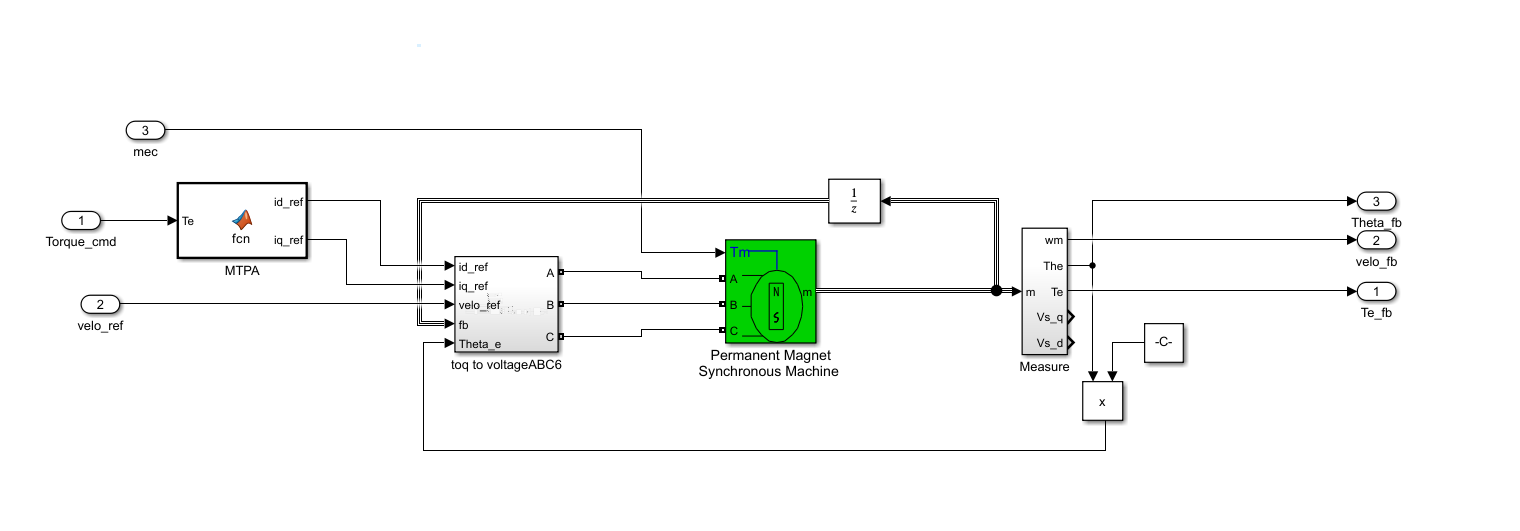 3
mec
1
Torque_cmd
Te
id_ref
iq_ref
fcn
MTPA
2
velo_ref
id_ref
iq_ref
velo_ref
fb
Theta_e
A
B
C
toq to voltageABC6
1
z
Tm
A
B
C
N
S
m
Permanent Magnet
Synchronous Machine
m
wm
The
Te
Vs_q
Vs_d
Measure
-C-
x
3
Theta_fb
2
velo_fb
1
Te_fb